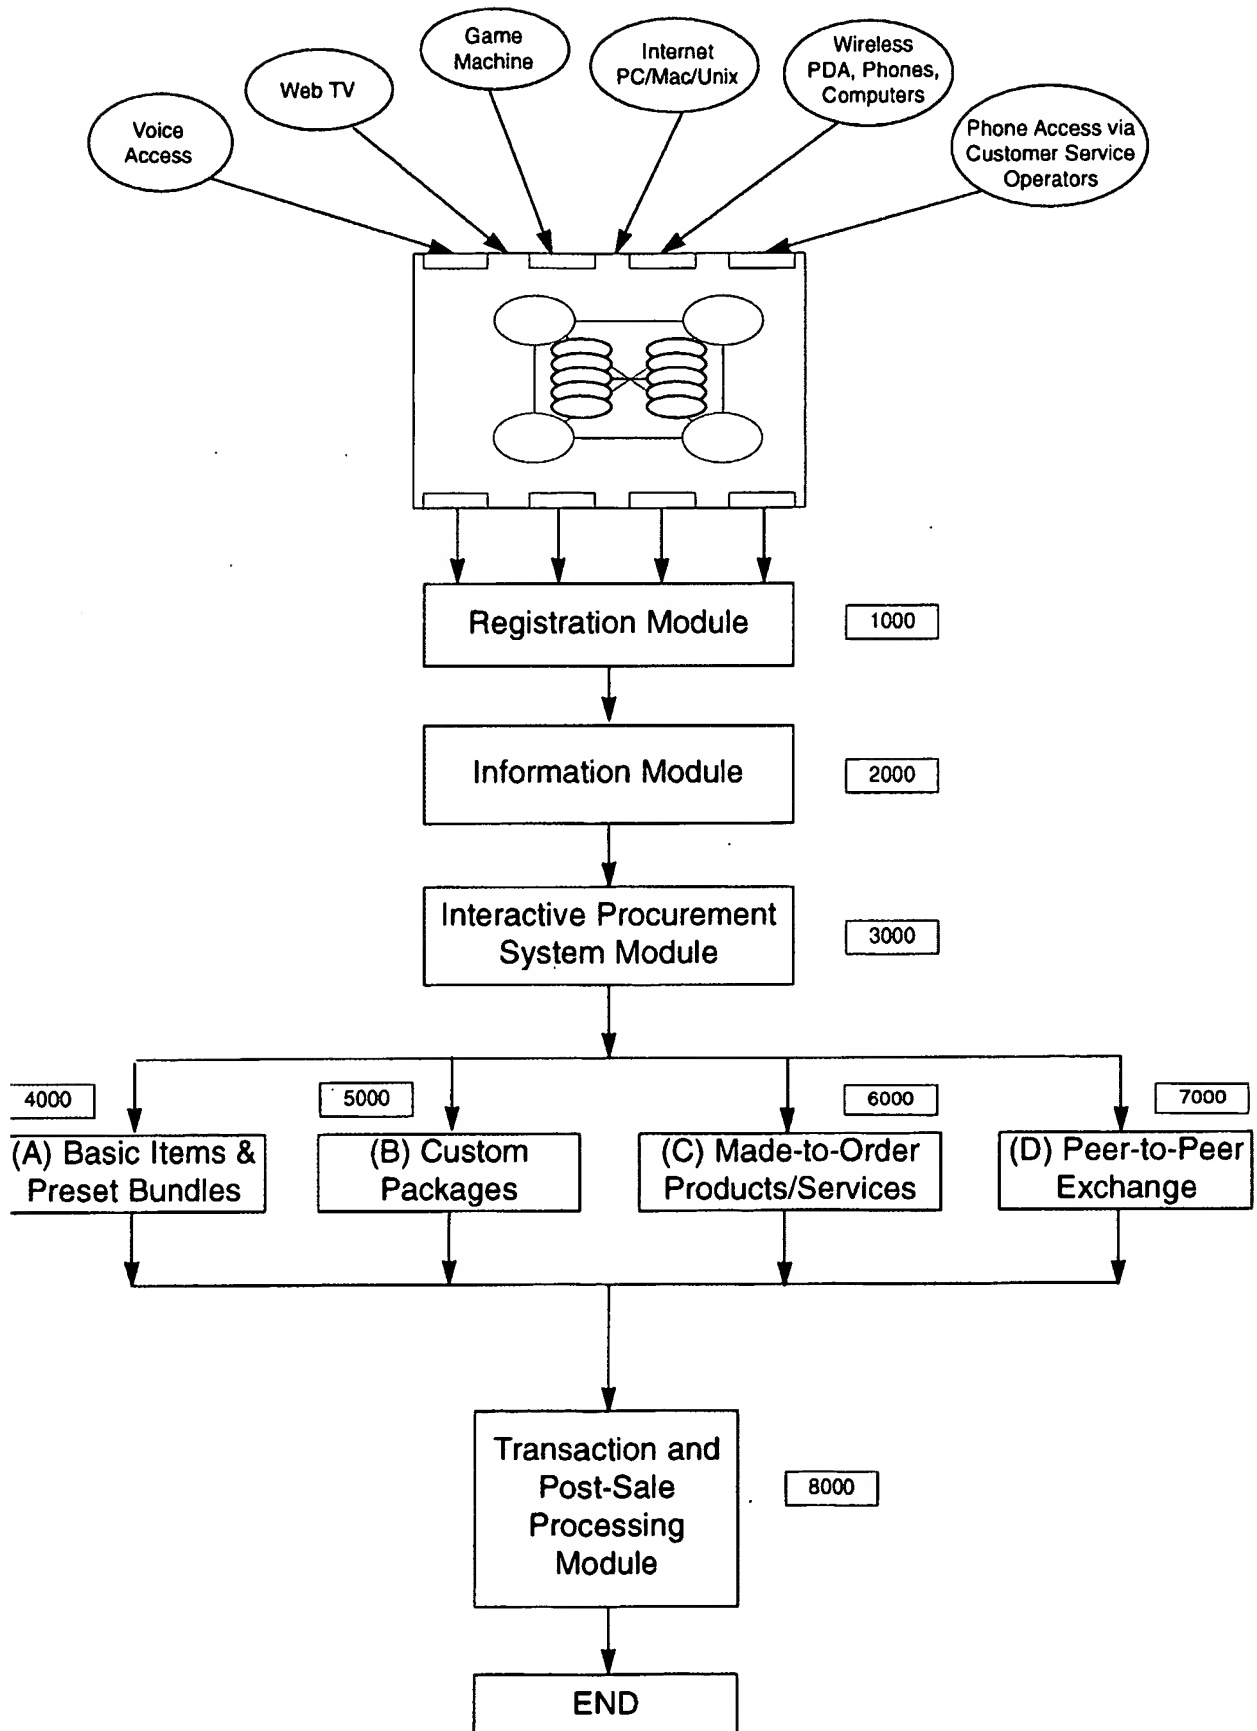 Game
Machine
Internet
PC/Mac/Unix
Wireless
PDA, Phones,
Computers
Web TV
Voice
Access
Phone Access via
Customer Service
Operators
Registration Module
1000
Information Module
2000
Interactive Procurement
System Module
3000
4000
5000
6000
7000
(A) Basic Items &
Preset Bundles
(B) Custom
Packages
(C) Made-to-Order
Products/Services
(D) Peer-to-Peer
Exchange
Transaction and
Post-Sale
Processing
Module
8000
END